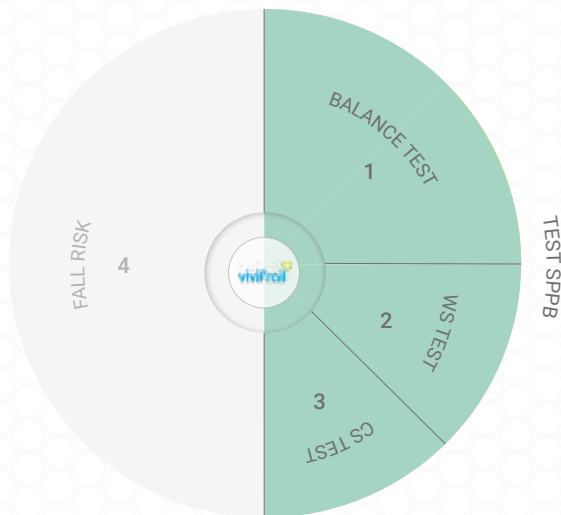 BALANCE TEST
1
TEST SPPB
WS TEST
2
3
CS TEST
FALL RISK
4
vivifrail